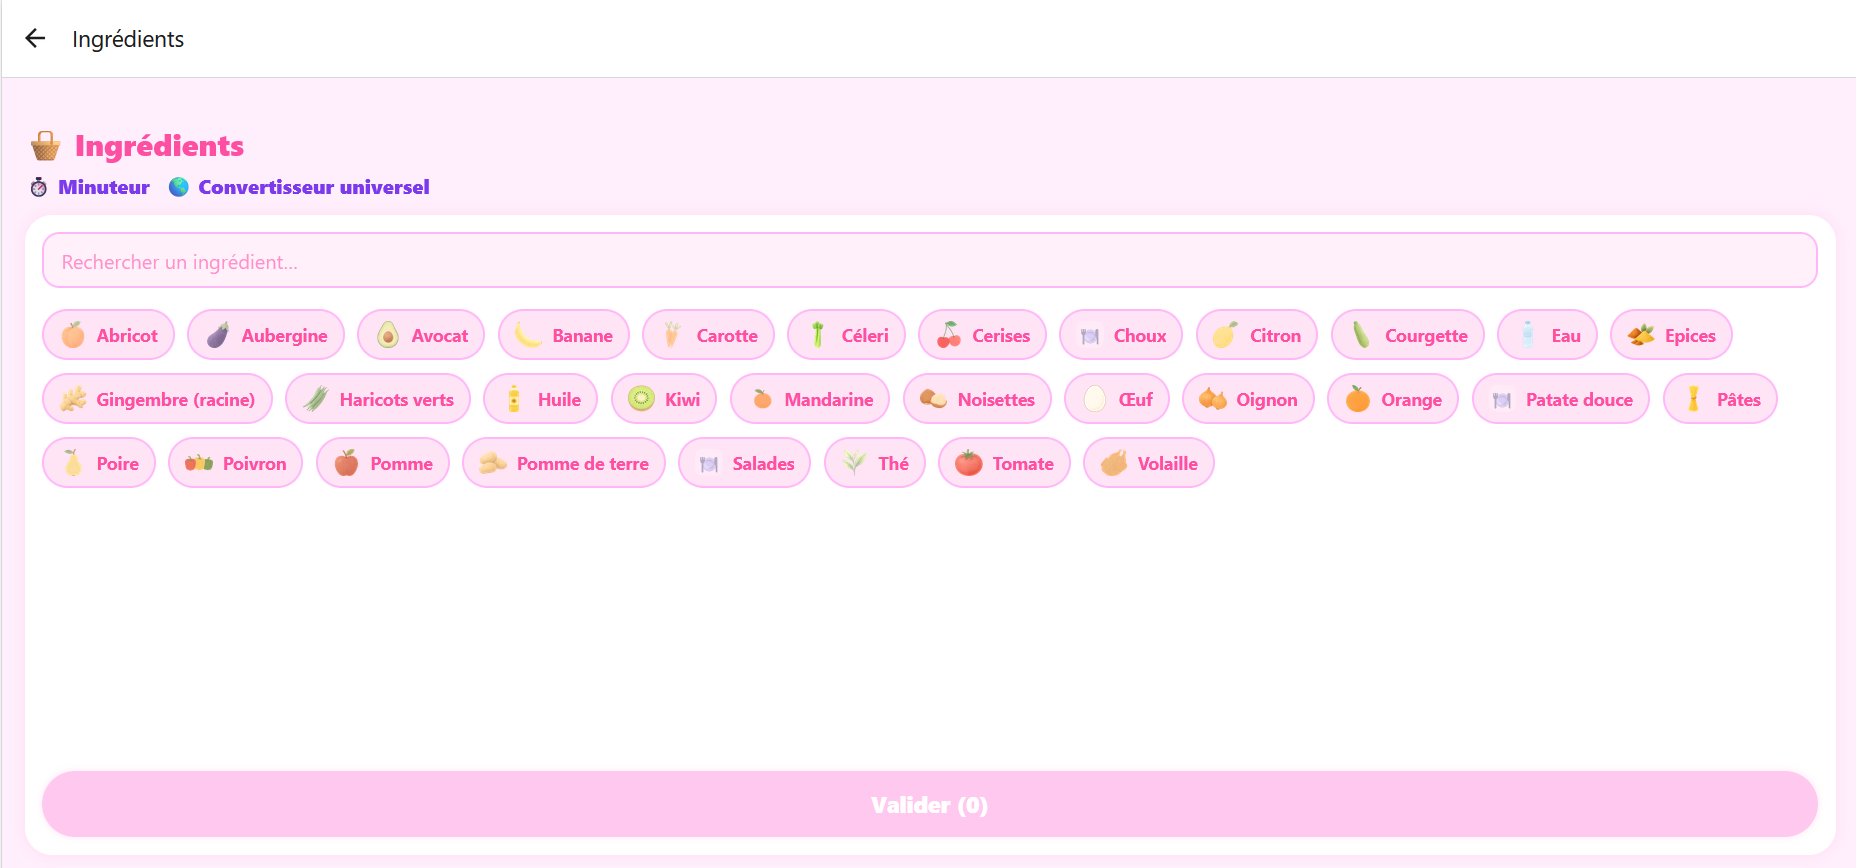 Ingrédients
Ingrédients
Minuteur Convertisseur universel
Rechercher un ingrédient...
Abricot Aubergine Avocat Banane Carotte Céleri Cerises Choux Citron Courgette Eau Epices
Gingembre (racine) Haricots verts Huile Kiwi Mandarine Noisettes Œuf Oignon Orange Patate douce Pâtes
Poire Poivron Pomme Pomme de terre Salades Thé Tomate Volaille
Valider (0)